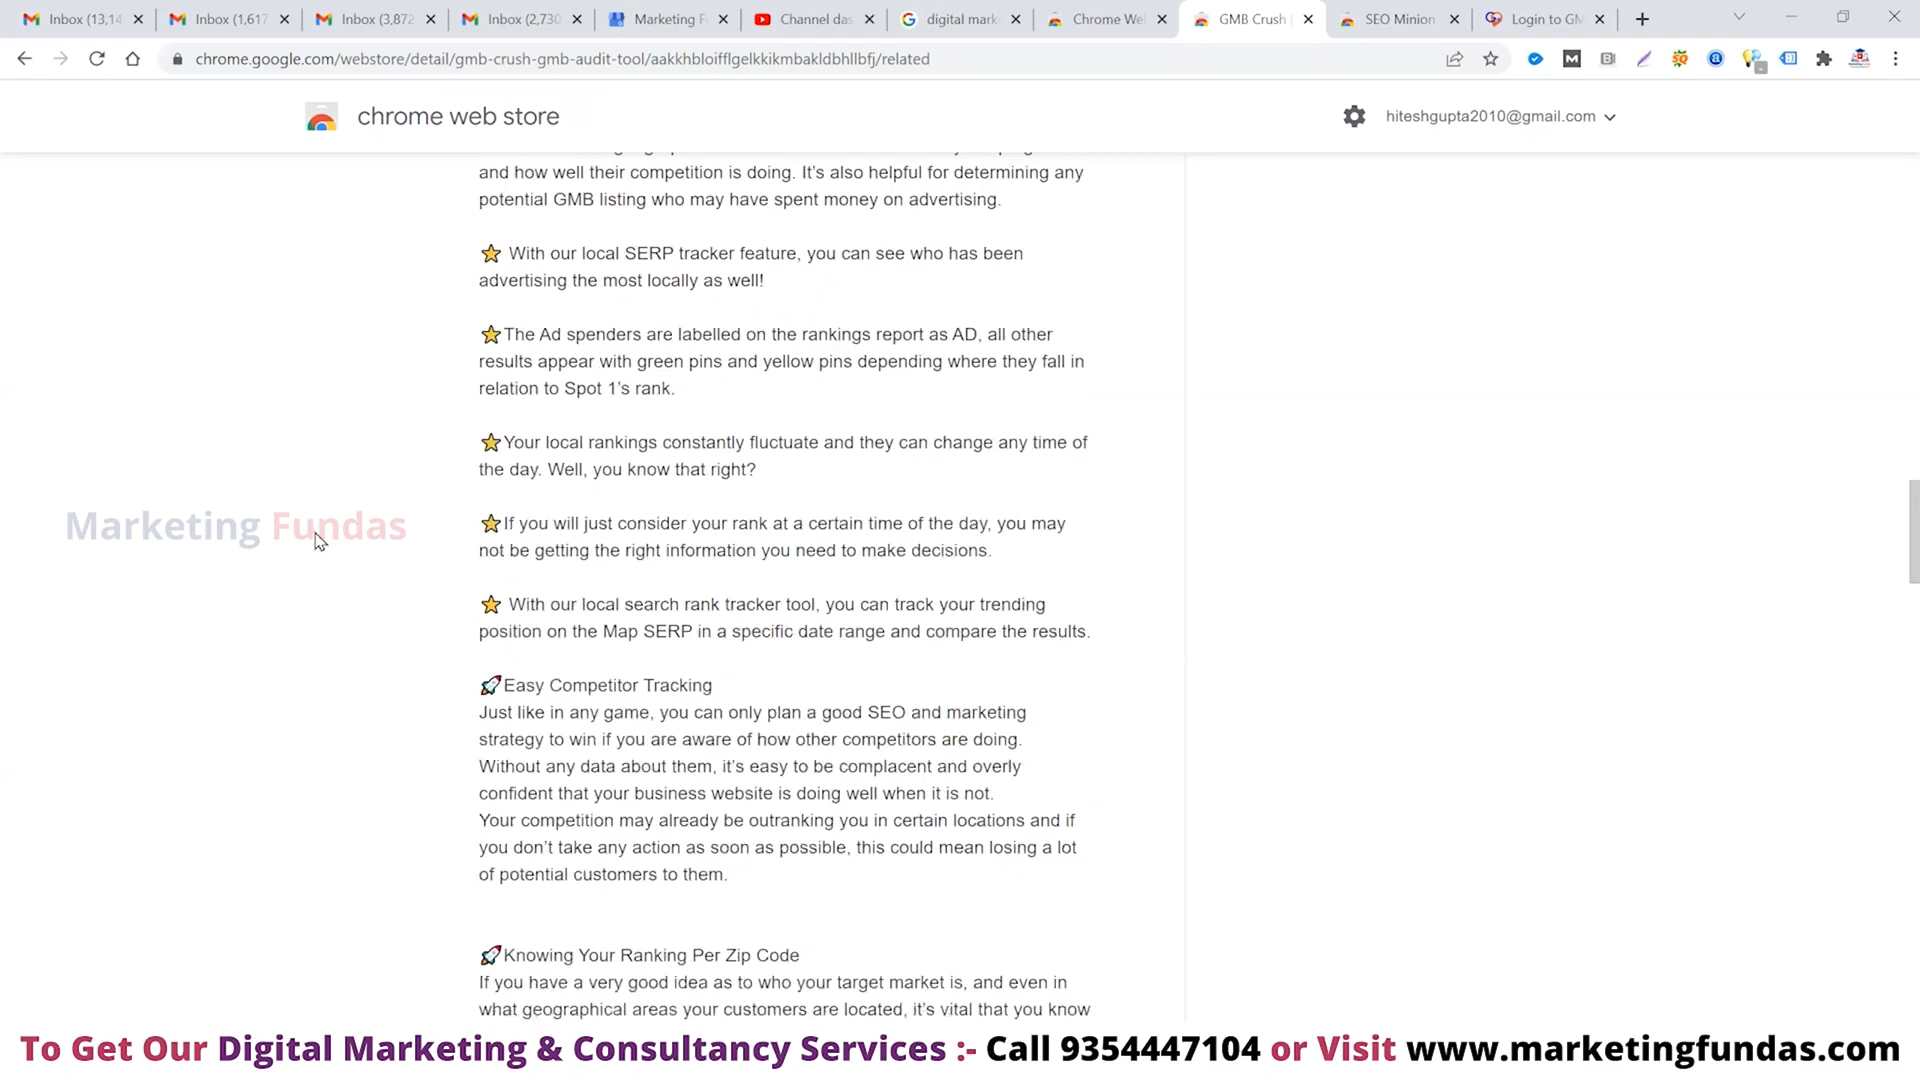 Inbox (13,14
Inbox (1,617
Inbox (3,872
Inbox (2,730
Marketing F
Channel das
digital mark
Chrome We
GMB Crush
SEO Minion
Login to GM
chrome.google.com/webstore/detail/gmb-crush-gmb-audit-tool/aakkhbloifflgelkkikmbakldbhllbfj/related
chrome web store
hiteshgupta2010@gmail.com
and how well their competition is doing. It's also helpful for determining any
potential GMB listing who may have spent money on advertising.
⭐ With our local SERP tracker feature, you can see who has been
advertising the most locally as well!
⭐The Ad spenders are labelled on the rankings report as AD, all other
results appear with green pins and yellow pins depending where they fall in
relation to Spot 1's rank.
⭐Your local rankings constantly fluctuate and they can change any time of
the day. Well, you know that right?
Marketing Fundas
⭐If you will just consider your rank at a certain time of the day, you may
not be getting the right information you need to make decisions.
⭐ With our local search rank tracker tool, you can track your trending
position on the Map SERP in a specific date range and compare the results.
🚀Easy Competitor Tracking
Just like in any game, you can only plan a good SEO and marketing
strategy to win if you are aware of how other competitors are doing.
Without any data about them, it's easy to be complacent and overly
confident that your business website is doing well when it is not.
Your competition may already be outranking you in certain locations and if
you don't take any action as soon as possible, this could mean losing a lot
of potential customers to them.
🚀Knowing Your Ranking Per Zip Code
If you have a very good idea as to who your target market is, and even in
what geographical areas your customers are located, it's vital that you know
To Get Our Digital Marketing & Consultancy Services :- Call 9354447104 or Visit www.marketingfundas.com